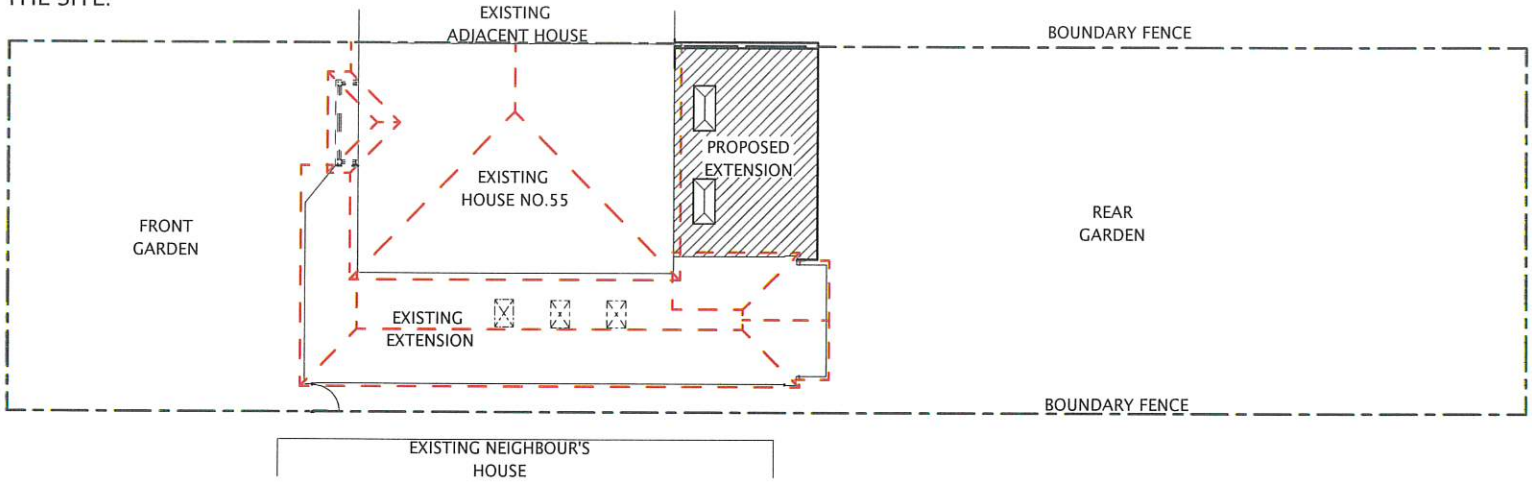 THE SITE.
EXISTING
ADJACENT HOUSE
BOUNDARY FENCE
PROPOSED
EXTENSION
EXISTING
HOUSE NO.55
FRONT
GARDEN
REAR
GARDEN
EXISTING
EXTENSION
BOUNDARY FENCE
EXISTING NEIGHBOUR'S
HOUSE